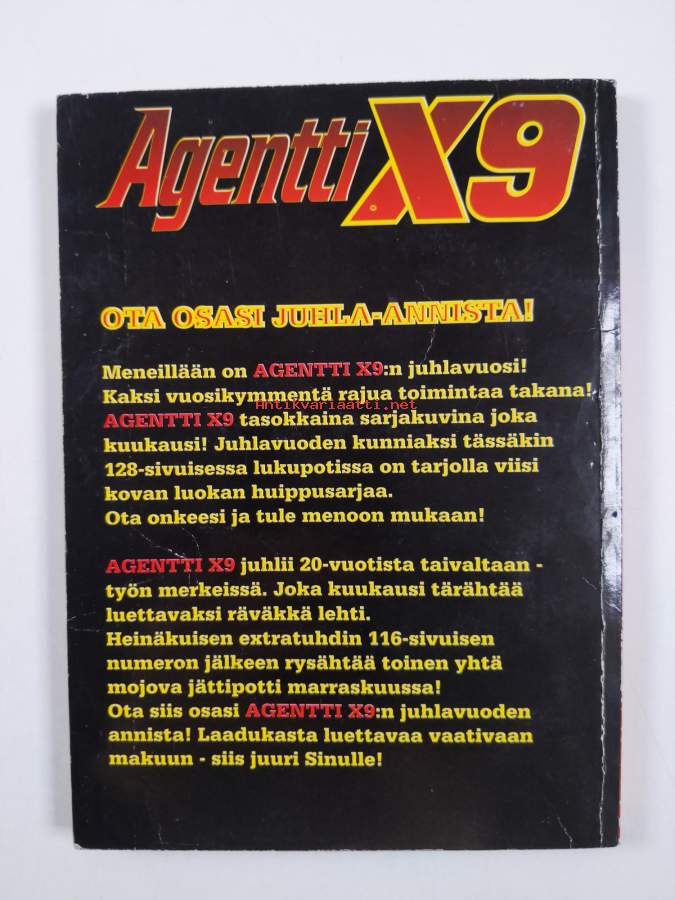 Agentti X9
OTA OSASI JUHLA-ANNISTA!
Meneillään on AGENTTI X9:n juhlavuosi!
Kaksi vuosikymmentä rajua toimintaa takana!
Antikvariaatti.net
AGENTTI X9 tasokkaina sarjakuvina joka
kuukausi! Juhlavuoden kunniaksi tässäkin
128-sivuisessa lukupotissa on tarjolla viisi
kovan luokan huippusarjaa.
Ota onkeesi ja tule menoon mukaan!
AGENTTI X9 juhlii 20-vuotista taivaltaan -
työn merkeissä. Joka kuukausi tärähtää
luettavaksi räväkkä lehti.
Heinäkuisen extratuhdin 116-sivuisen
numeron jälkeen rysähtää toinen yhtä
mojova jättipotti marraskuussa!
Ota siis osasi AGENTTI X9:n juhlavuoden
annista! Laadukasta luettavaa vaativaan
makuun - siis juuri Sinulle!